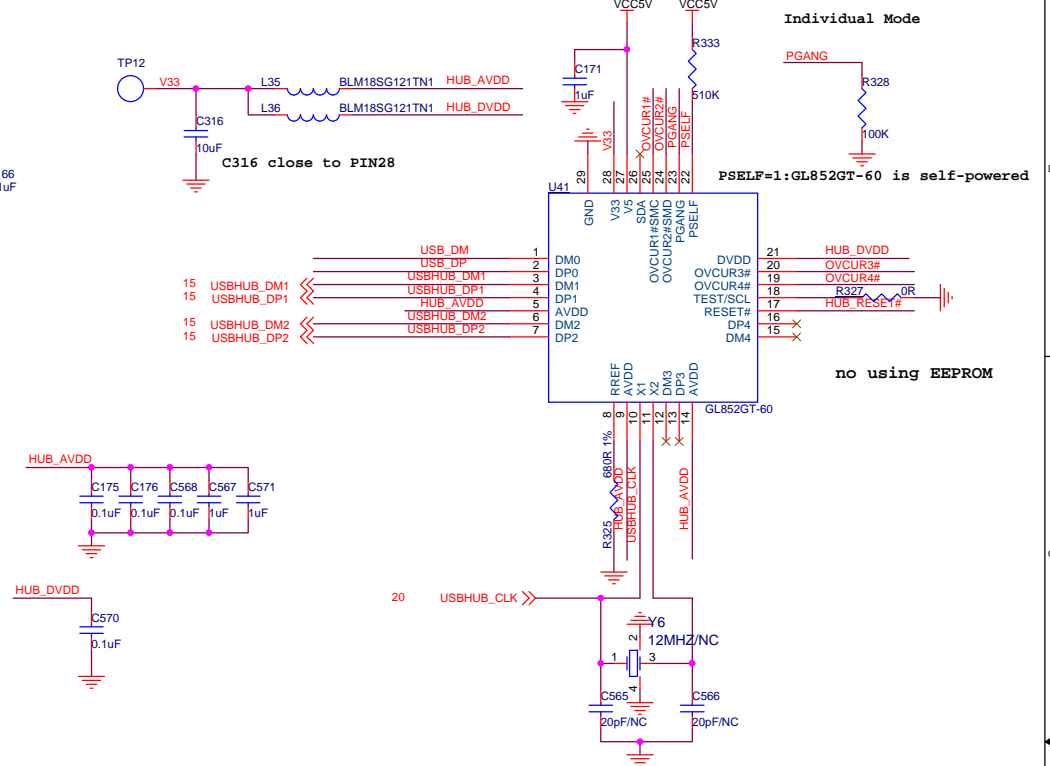 VCC5V
VCC5V
Individual Mode
R333
PGANG
TP12
V33
L35
BLM18SG121TN1
HUB_AVDD
C171
R328
1uF
510K
L36
BLM18SG121TN1
HUB_DVDD
C316
100K
10uF
V33
OVCUR1#
OVCUR2#
PGANG
PSELF
C316 close to PIN28
66
1uF
PSELF=1:GL852GT-60 is self-powered
29
28
27
26
25
24
23
22
U41
GND
V33
V5
SDA
OVCUR1#SMC
OVCUR2#SMD
PGANG
PSELF
USB_DM
1
DM0
DVDD
21
HUB_DVDD
USB_DP
2
DP0
OVCUR3#
20
OVCUR3#
15
USBHUB_DM1
USBHUB_DM1
3
DM1
OVCUR4#
19
OVCUR4#
15
USBHUB_DP1
USBHUB_DP1
4
DP1
TEST/SCL
18
R327
0R
HUB_AVDD
5
AVDD
RESET#
17
HUB_RESET#
15
USBHUB_DM2
USBHUB_DM2
6
DM2
DP4
16
15
USBHUB_DP2
USBHUB_DP2
7
DP2
DM4
15
no using EEPROM
RREF
AVDD
X1
X2
DM3
DP3
AVDD
GL852GT-60
8
9
10
11
12
13
14
680R 1%
R325
HUB_AVDD
USBHUB_CLK
HUB_AVDD
HUB_AVDD
C175
C176
C568
C567
C571
0.1uF
0.1uF
0.1uF
1uF
1uF
HUB_DVDD
C570
0.1uF
20
USBHUB_CLK
Y6
12MHZ/NC
2
1
3
4
C565
C566
20pF/NC
20pF/NC